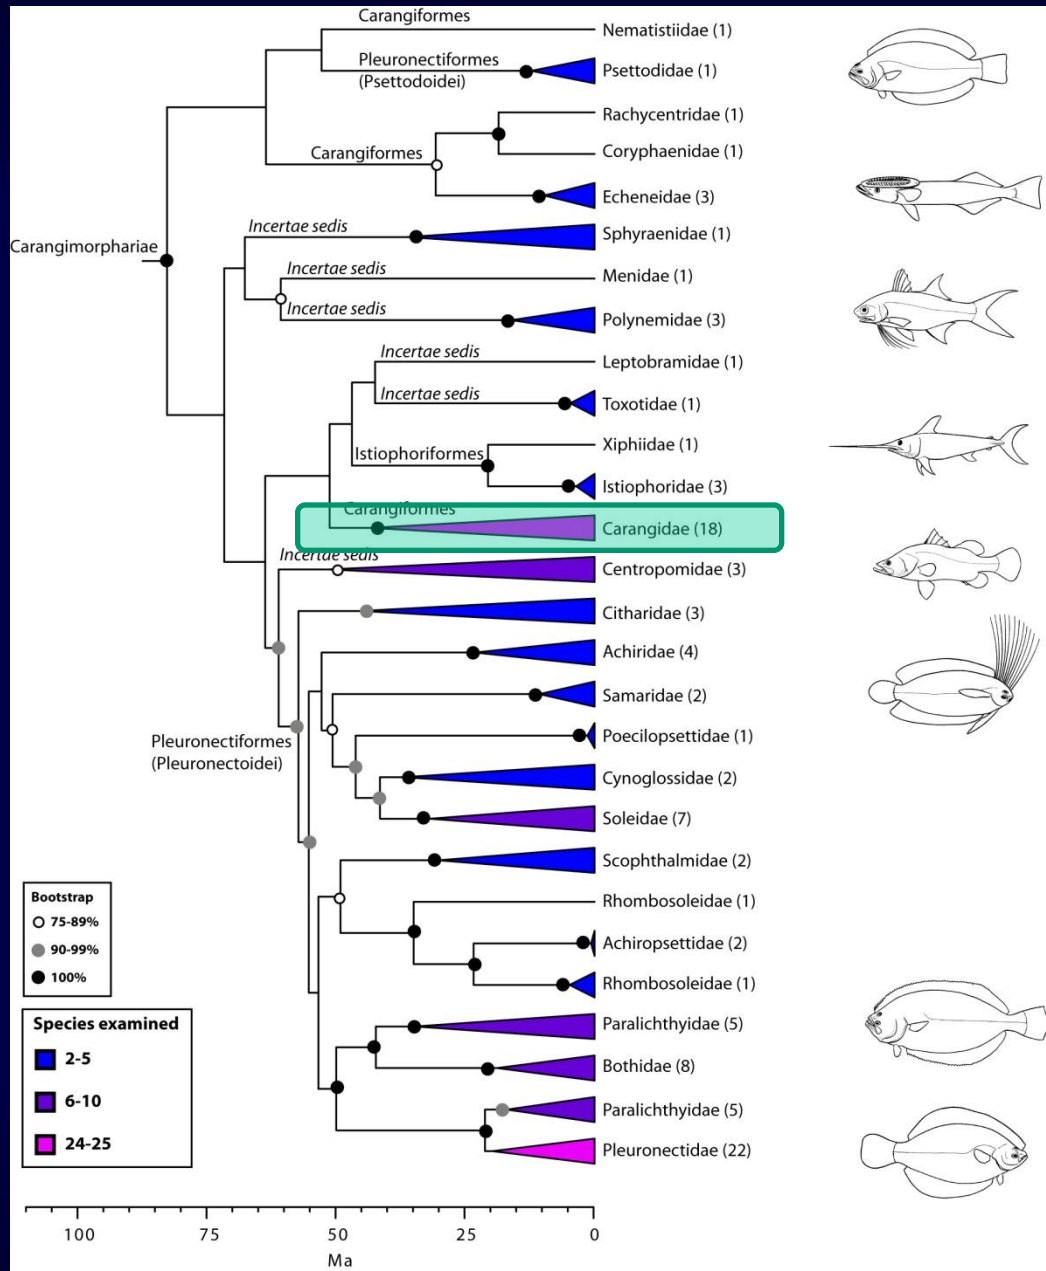 Carangiformes
Nematistiidae (1)
Pleuronectiformes
(Psettodoidei)
Psettodidae (1)
Rachycentridae (1)
Carangiformes
Coryphaenidae (1)
Echeneidae (3)
Incertae sedis
Sphyraenidae (1)
Carangimorphariae
Incertae sedis
Menidae (1)
Incertae sedis
Polynemidae (3)
Incertae sedis
Leptobramidae (1)
Incertae sedis
Toxotidae (1)
Istiophoriformes
Xiphiidae (1)
Istiophoridae (3)
Carangiformes
Carangidae (18)
Incertae sedis
Centropomidae (3)
Citharidae (3)
Achiridae (4)
Samaridae (2)
Pleuronectiformes
(Pleuronectoidei)
Poecilopsettidae (1)
Cynoglossidae (2)
Soleidae (7)
Scophthalmidae (2)
Rhombosoleidae (1)
Achiropsettidae (2)
Rhombosoleidae (1)
Paralichthyidae (5)
Bothidae (8)
Paralichthyidae (5)
Pleuronectidae (22)
Bootstrap
75-89%
90-99%
100%
Species examined
2-5
6-10
24-25
100 75 50 25 0
Ma